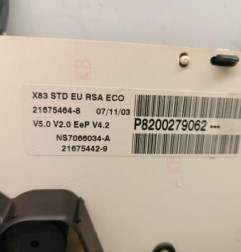 X83 STD EU RSA ECO
21675464-8 07/11/03
V5.0 V2.0 EeP V4.2
NS7066034-A
21675442-9
P8200279062---